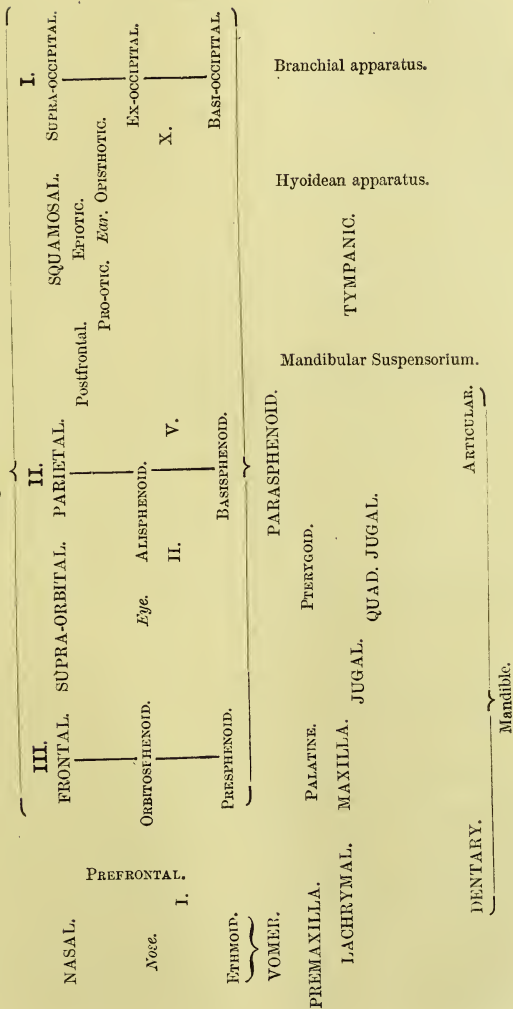 III. II. I.
NASAL. FRONTAL. SUPRA-ORBITAL. PARIETAL. SQUAMOSAL. SUPRA-OCCIPITAL.
PREFRONTAL. Postfrontal. EPIOTIC.
PRO-OTIC. Ear. OPISTHOTIC.
Nose. ORBITOSPHENOID. Eye. ALISPHENOID. EX-OCCIPITAL.
I. II. V. X.
ETHMOID. PRESPHENOID. BASISPHENOID. BASI-OCCIPITAL.
VOMER. PARASPHENOID.
PREMAXILLA. PALATINE. PTERYGOID. Mandibular Suspensorium. Hyoidean apparatus. Branchial apparatus.
LACHRYMAL. MAXILLA. JUGAL. QUAD. JUGAL. TYMPANIC.
DENTARY. ARTICULAR.
Mandible.